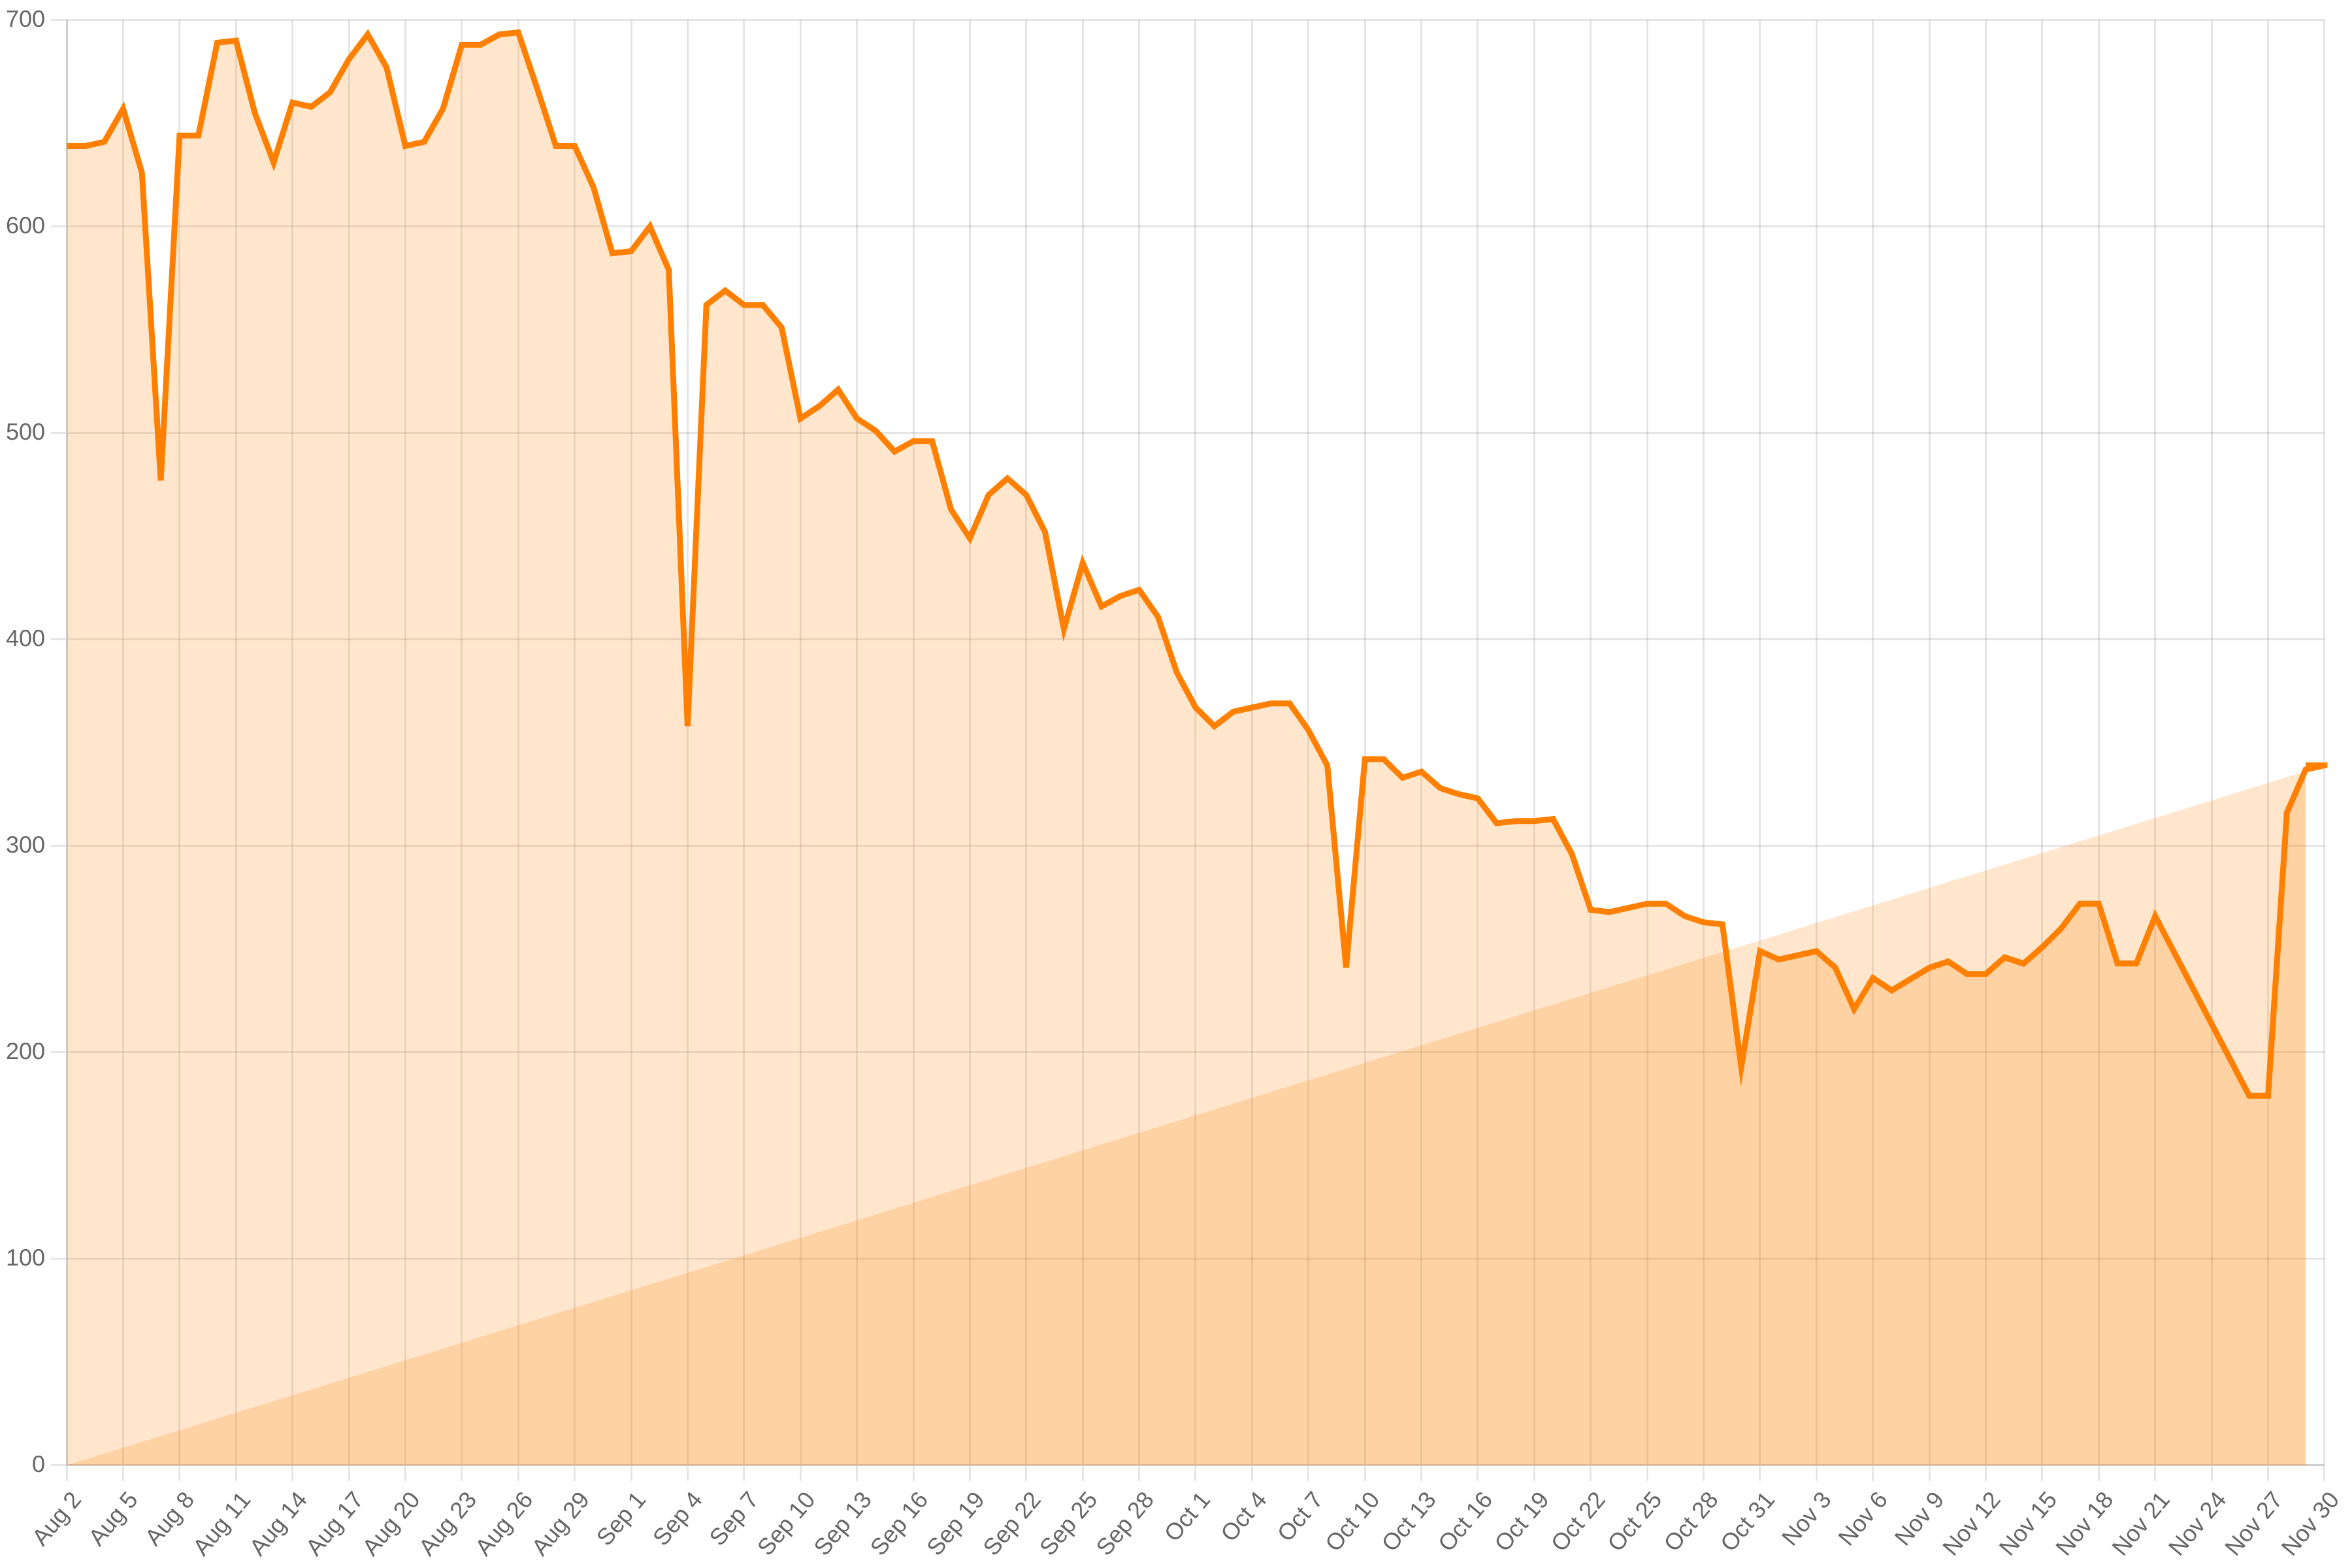 700
600
500
400
300
200
100
0
Aug 2
Aug 5
Aug 8
Aug 11
Aug 14
Aug 17
Aug 20
Aug 23
Aug 26
Aug 29
Sep 1
Sep 4
Sep 7
Sep 10
Sep 13
Sep 16
Sep 19
Sep 22
Sep 25
Sep 28
Oct 1
Oct 4
Oct 7
Oct 10
Oct 13
Oct 16
Oct 19
Oct 22
Oct 25
Oct 28
Oct 31
Nov 3
Nov 6
Nov 9
Nov 12
Nov 15
Nov 18
Nov 21
Nov 24
Nov 27
Nov 30